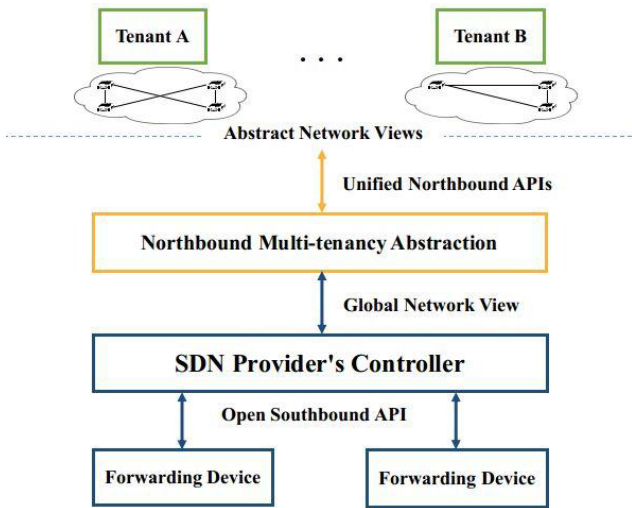 Tenant A
. . .
Tenant B
Abstract Network Views
Unified Northbound APIs
Northbound Multi-tenancy Abstraction
Global Network View
SDN Provider's Controller
Open Southbound API
Forwarding Device
Forwarding Device